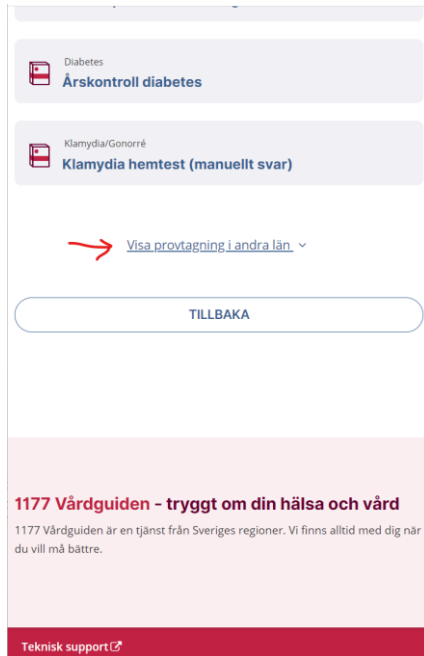 Diabetes
Årskontroll diabetes
Klamydia/Gonorré
Klamydia hemtest (manuellt svar)
Visa provtagning i andra län
TILLBAKA
1177 Vårdguiden – tryggt om din hälsa och vård
1177 Vårdguiden är en tjänst från Sveriges regioner. Vi finns alltid med dig när
du vill må bättre.
Teknisk support